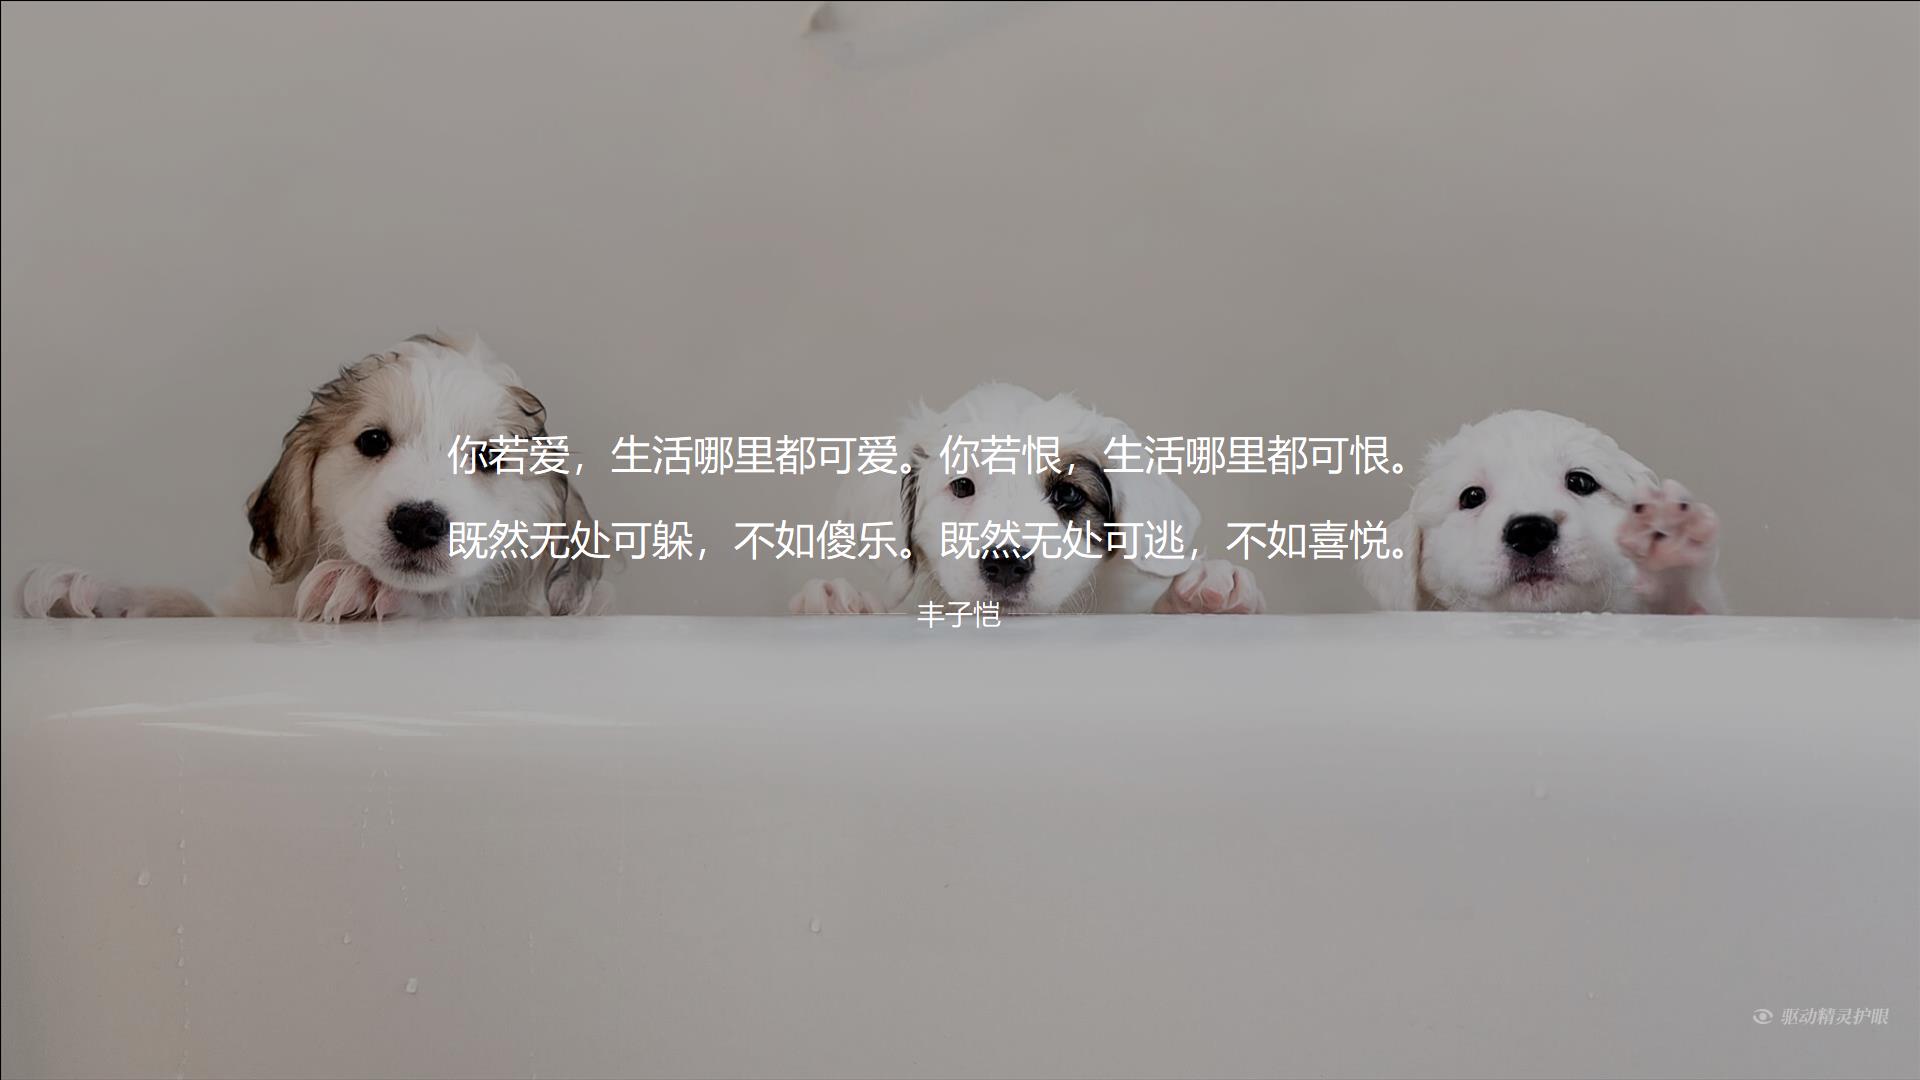 你若爱，生活哪里都可爱。你若恨，生活哪里都可恨。
既然无处可躲，不如傻乐。既然无处可逃，不如喜悦。
丰子恺
驱动精灵护眼